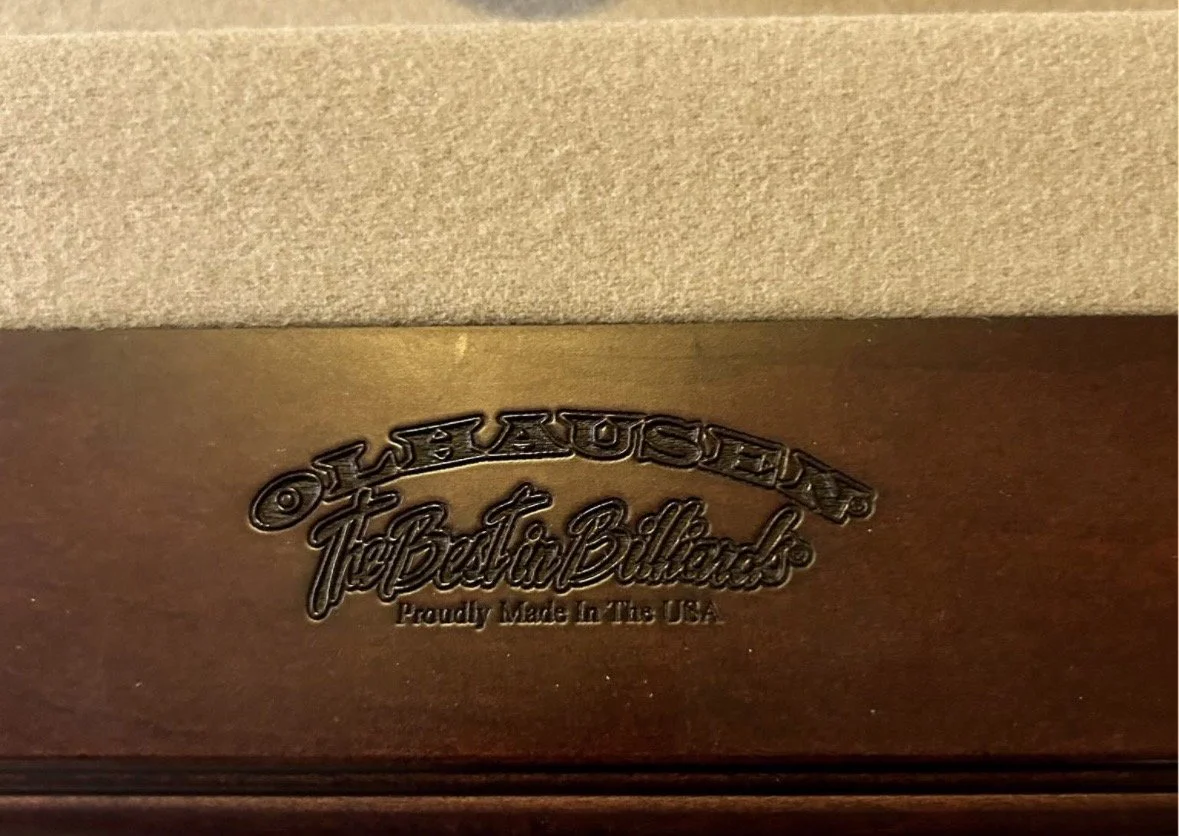 OLHAUSEN®
The Best in Billiards®
Proudly Made In The USA